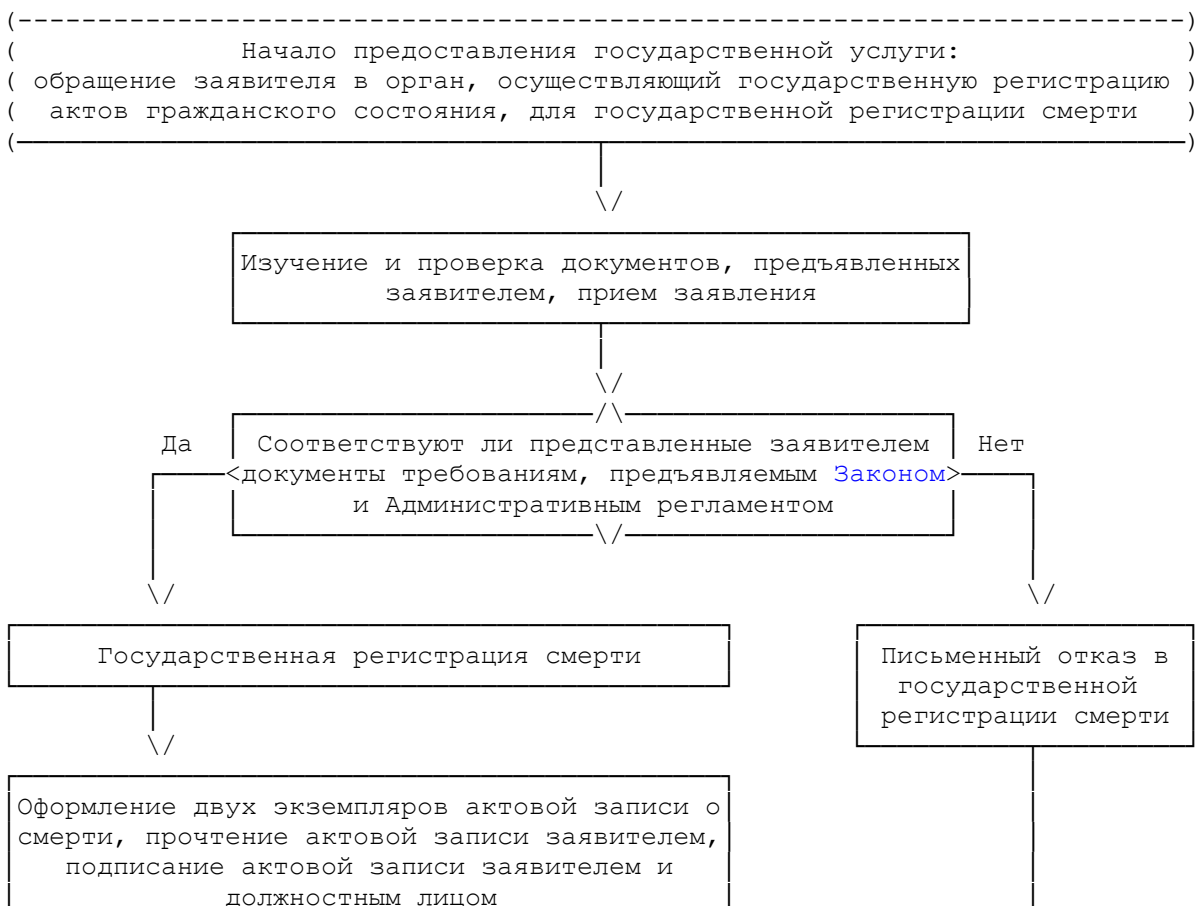 Начало предоставления государственной услуги:
обращение заявителя в орган, осуществляющий государственную регистрацию
актов гражданского состояния, для государственной регистрации смерти
Изучение и проверка документов, предъявленных
заявителем, прием заявления
Да
Соответствуют ли представленные заявителем
Нет
документы требованиям, предъявляемым Законом
и Административным регламентом
Государственная регистрация смерти
Письменный отказ в
государственной
регистрации смерти
Оформление двух экземпляров актовой записи о
смерти, прочтение актовой записи заявителем,
подписание актовой записи заявителем и
должностным лицом